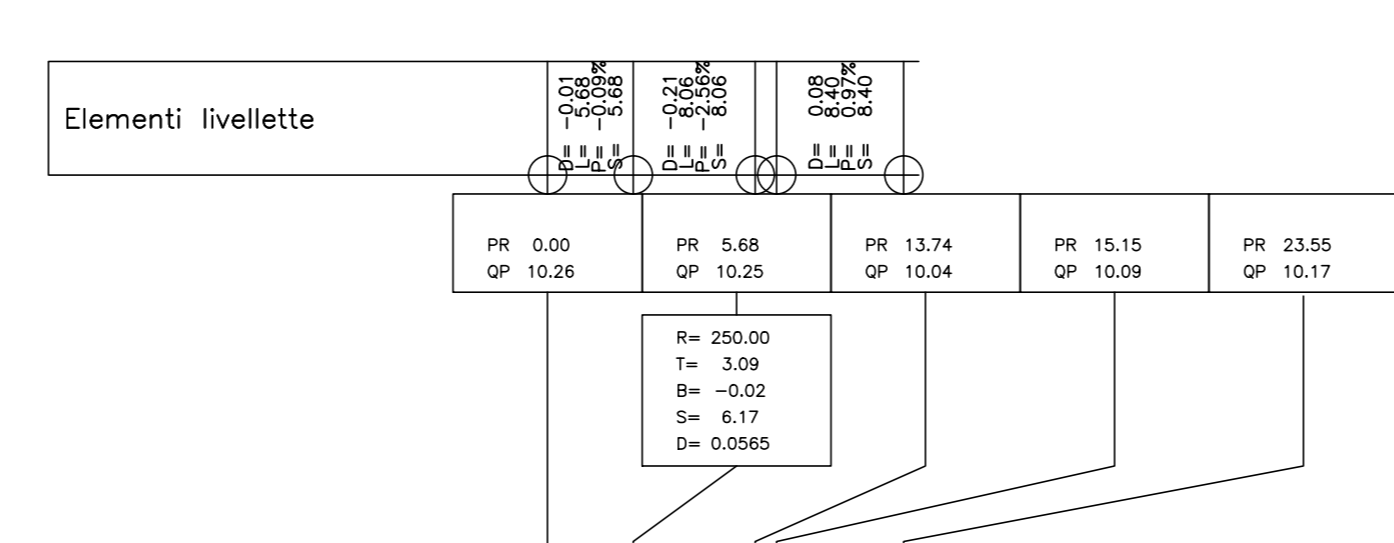 Elementi livellette
D= -0.01
L= 5.68
P= -0.09%
S= 5.68
D= -0.21
L= 8.06
P= -2.56%
S= 8.06
D= 0.08
L= 8.40
P= 0.97%
S= 8.40
PR 0.00
QP 10.26
PR 5.68
QP 10.25
PR 13.74
QP 10.04
PR 15.15
QP 10.09
PR 23.55
QP 10.17
R= 250.00
T= 3.09
B= -0.02
S= 6.17
D= 0.0565